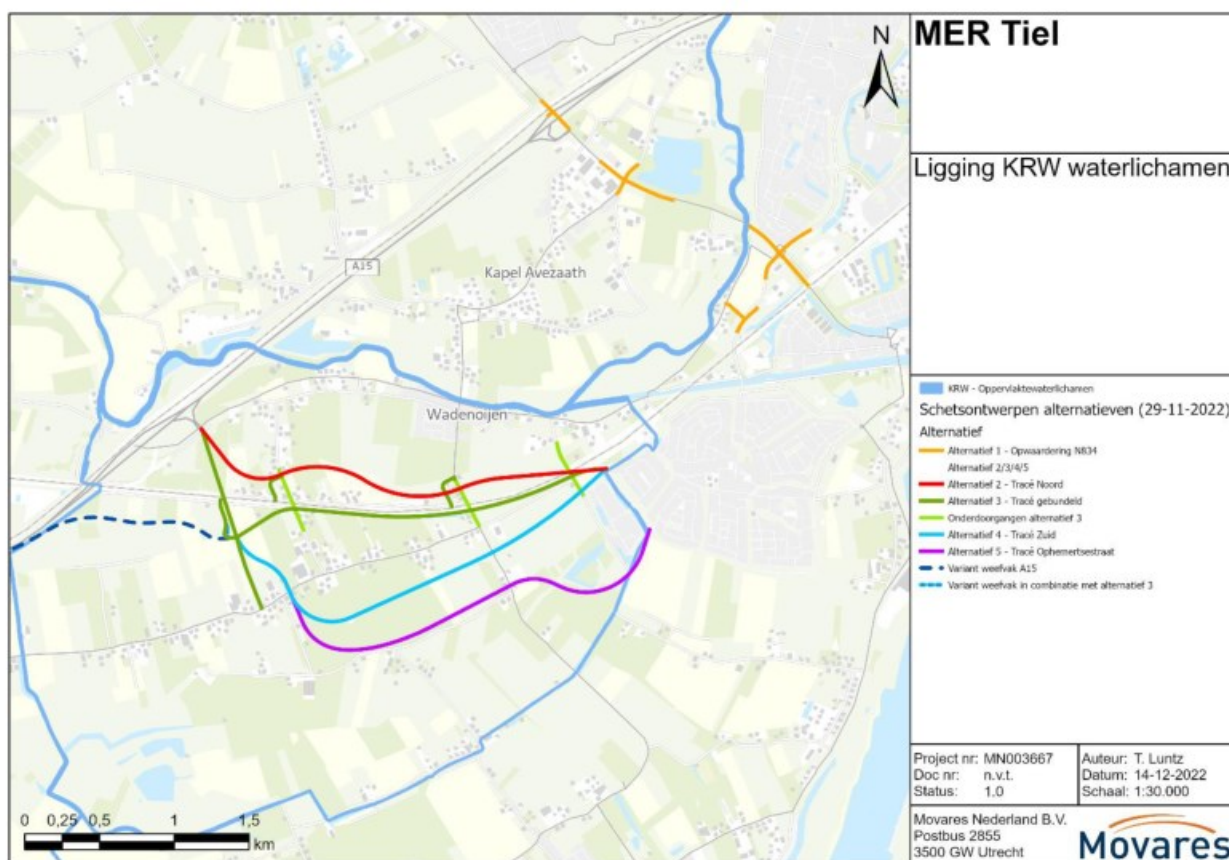 MER Tiel
Ligging KRW waterlichamen
N
A15
Kapel Avezaath
Wadenoijen
KRW - Oppervlaktewaterlichamen
Schetsontwerpen alternatieven (29-11-2022)
Alternatief
Alternatief 1 - Opwaardering N834
Alternatief 2/3/4/5
Alternatief 2 - Tracé Noord
Alternatief 3 - Tracé gebundeld
Onderdoorgangen alternatief 3
Alternatief 4 - Tracé Zuid
Alternatief 5 - Tracé Ophemertsestraat
Variant weefvak A15
Variant weefvak in combinatie met alternatief 3
0 0,25 0,5 1 1,5
km
Project nr: MN003667
Doc nr: n.v.t.
Status: 1.0
Auteur: T. Luntz
Datum: 14-12-2022
Schaal: 1:30.000
Movares Nederland B.V.
Postbus 2855
3500 GW Utrecht
Movares